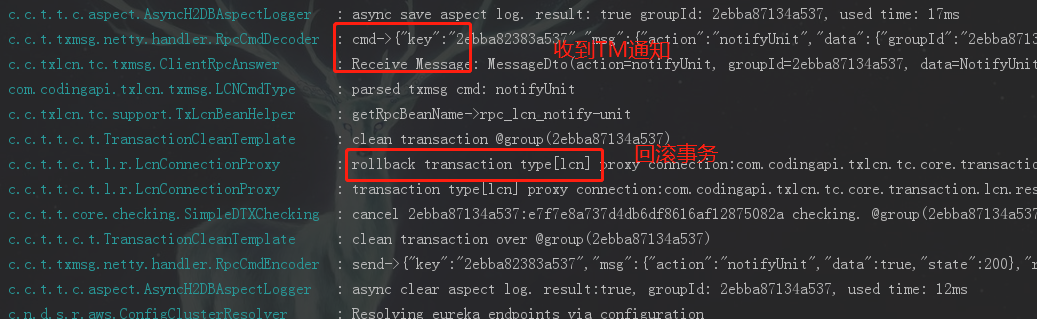 c.c.t.t.c.aspect.AsyncH2DBAspectLogger : async save aspect log. result: true groupId: 2ebba87134a537, used time: 17ms
c.c.t.txmsg.netty.handler.RpcCmdDecoder : cmd->{"key":"2ebba82383a537","msg":{"action":"notifyUnit","data":{"groupId":"2ebba8713
收到TM通知
c.c.txlcn.tc.txmsg.ClientRpcAnswer : Receive Message: MessageDto(action=notifyUnit, groupId=2ebba87134a537, data=NotifyUnit
com.codingapi.txlcn.txmsg.LCNCmdType : parsed txmsg cmd: notifyUnit
c.c.txlcn.tc.support.TxLcnBeanHelper : getRpcBeanName->rpc_lcn_notify-unit
c.c.t.t.c.t.TransactionCleanTemplate : clean transaction @group(2ebba87134a537)
回滚事务
c.c.t.t.c.t.l.r.LcnConnectionProxy : rollback transaction type[lcn] proxy connection:com.codingapi.txlcn.tc.core.transactio
c.c.t.t.c.t.l.r.LcnConnectionProxy : transaction type[lcn] proxy connection:com.codingapi.txlcn.tc.core.transaction.lcn.res
c.c.t.t.core.checking.SimpleDTXChecking : cancel 2ebba87134a537:e7f7e8a737d4db6df8616af12875082a checking. @group(2ebba87
c.c.t.t.c.t.TransactionCleanTemplate : clean transaction over @group(2ebba87134a537)
c.c.t.txmsg.netty.handler.RpcCmdEncoder : send->{"key":"2ebba82383a537","msg":{"action":"notifyUnit","data":true,"state":200},"r
c.c.t.t.c.aspect.AsyncH2DBAspectLogger : async clear aspect log. result:true, groupId: 2ebba87134a537, used time: 12ms
c.n.d.s.r.aws.ConfigClusterResolver : Resolving eureka endpoints via configuration